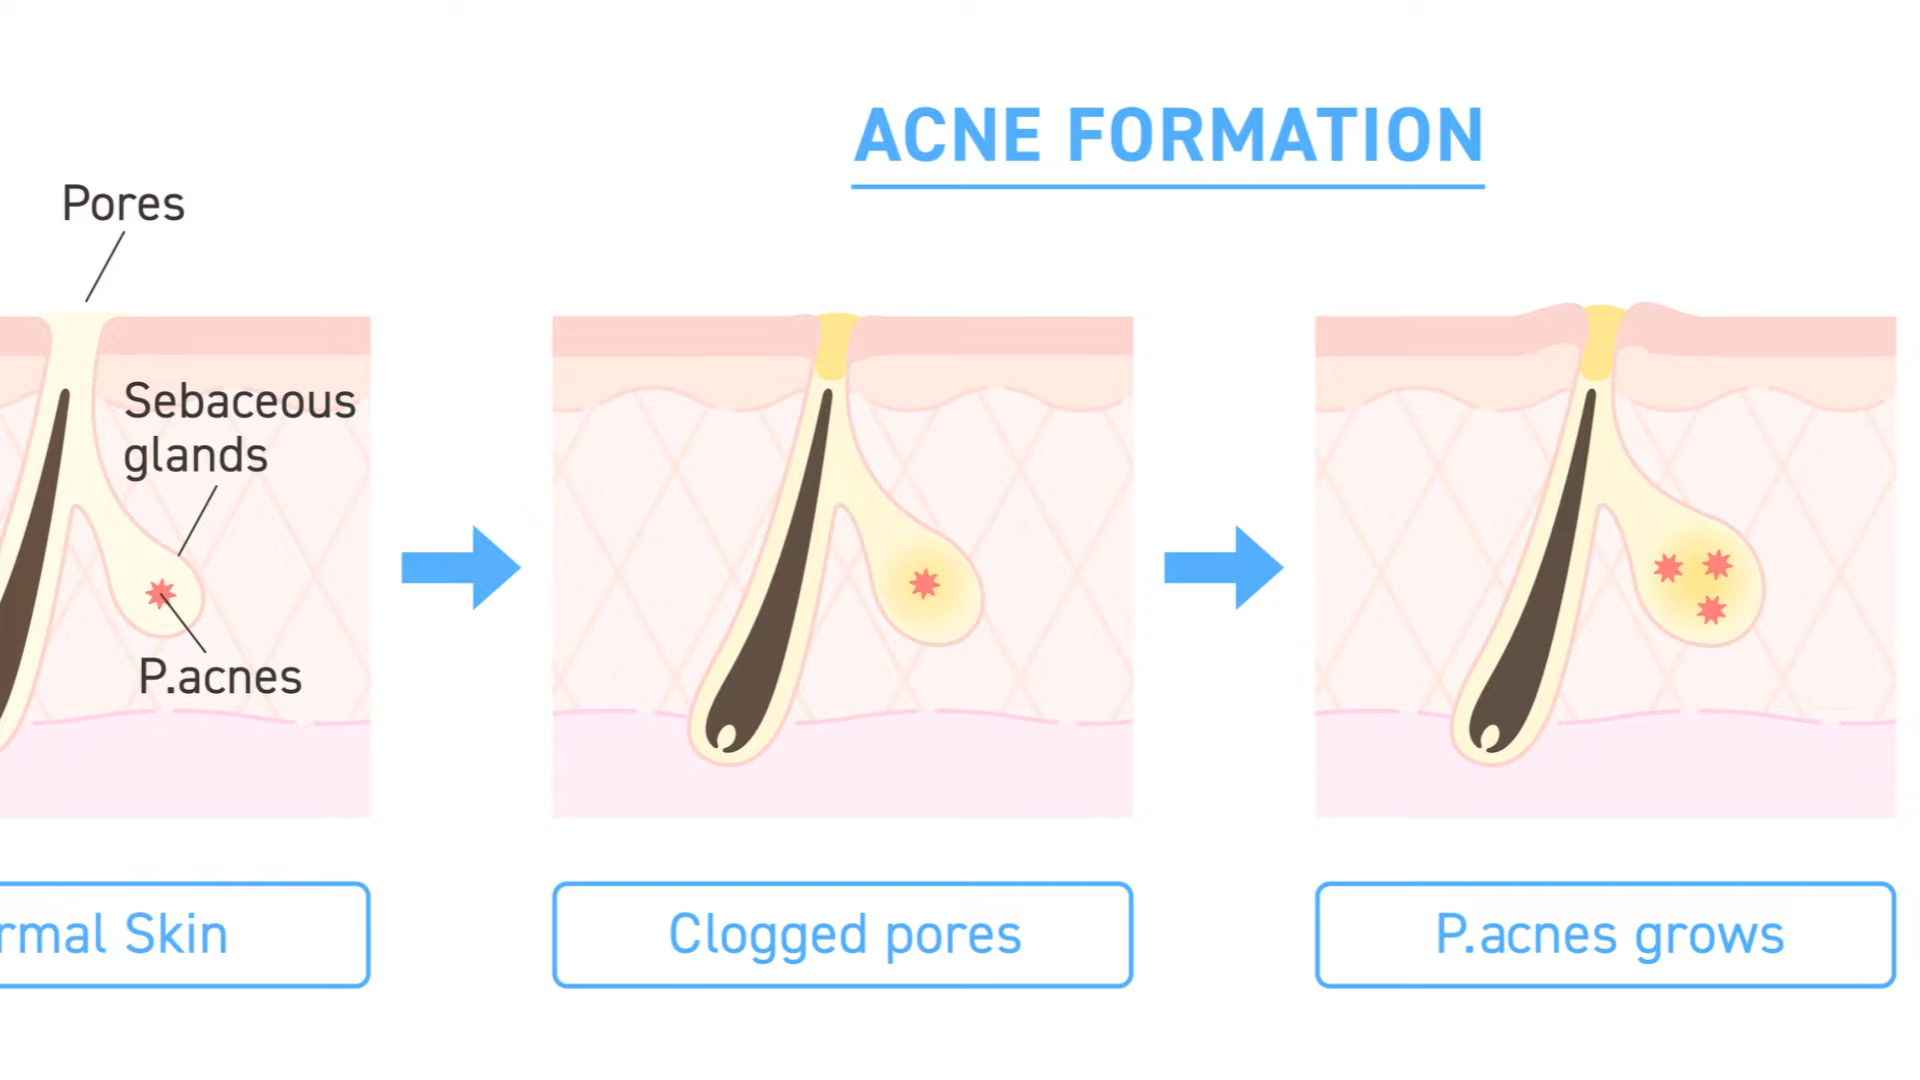 ACNE FORMATION
Pores
Sebaceous
glands
P.acnes
rmal Skin
Clogged pores
P.acnes grows